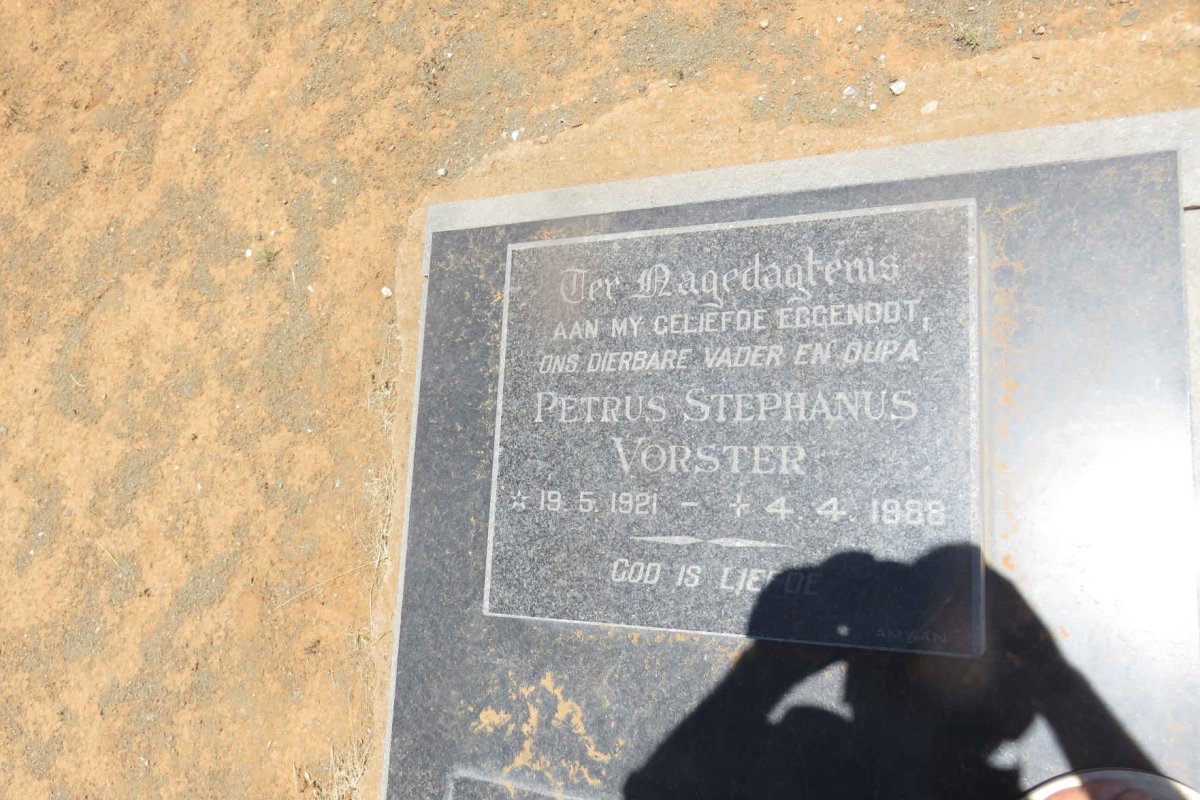 Ter Nagedagtenis
AAN MY GELIEFDE EGGENOOT,
ONS DIERBARE VADER EN OUPA
PETRUS STEPHANUS
VORSTER
☆ 19. 5. 1921 – + 4 4. 1988
GOD IS LIEFDE
AMWAN